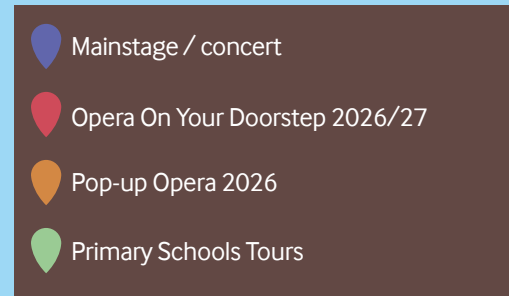 Mainstage / concert
Opera On Your Doorstep 2026/27
Pop-up Opera 2026
Primary Schools Tours